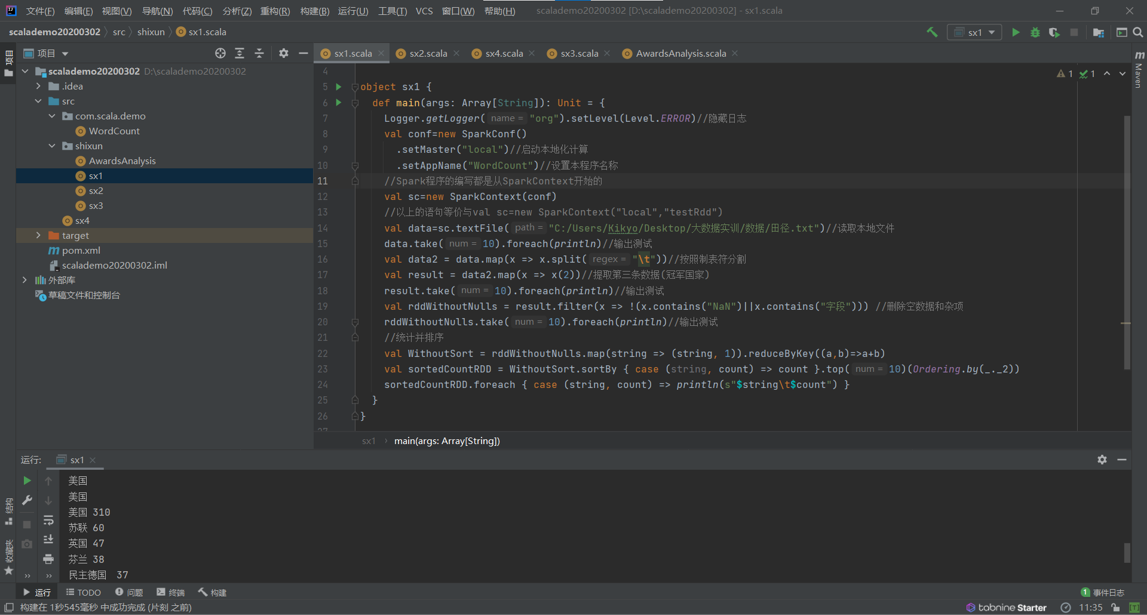 文件(F) 编辑(E) 视图(V) 导航(N) 代码(C) 分析(Z) 重构(R) 构建(B) 运行(U) 工具(T) VCS 窗口(W) 帮助(H) scalademo20200302 [D:\scalademo20200302] - sx1.scala
scalademo20200302 › src › shixun › sx1.scala
sx1
项目
sx1.scala sx2.scala sx4.scala sx3.scala AwardsAnalysis.scala
scalademo20200302 D:\scalademo20200302
.idea
src
com.scala.demo
WordCount
shixun
AwardsAnalysis
sx1
sx2
sx3
sx4
target
pom.xml
scalademo20200302.iml
外部库
草稿文件和控制台
1 1
4
5 object sx1 {
6 def main(args: Array[String]): Unit = {
7 Logger.getLogger( name = "org").setLevel(Level.ERROR)//隐藏日志
8 val conf=new SparkConf()
9 .setMaster("local")//启动本地化计算
10 .setAppName("WordCount")//设置本程序名称
11 //Spark程序的编写都是从SparkContext开始的
12 val sc=new SparkContext(conf)
13 //以上的语句等价与val sc=new SparkContext("local","testRdd")
14 val data=sc.textFile( path = "C:/Users/Kikyo/Desktop/大数据实训/数据/田径.txt")//读取本地文件
15 data.take( num = 10).foreach(println)//输出测试
16 val data2 = data.map(x => x.split( regex = "\t"))//按照制表符分割
17 val result = data2.map(x => x(2))//提取第三条数据(冠军国家)
18 result.take( num = 10).foreach(println)//输出测试
19 val rddWithoutNulls = result.filter(x => !(x.contains("NaN")||x.contains("字段"))) //删除空数据和杂项
20 rddWithoutNulls.take( num = 10).foreach(println)//输出测试
21 //统计并排序
22 val WithoutSort = rddWithoutNulls.map(string => (string, 1)).reduceByKey((a,b)=>a+b)
23 val sortedCountRDD = WithoutSort.sortBy { case (string, count) => count }.top( num = 10)(Ordering.by(_._2))
24 sortedCountRDD.foreach { case (string, count) => println(s"$string\t$count") }
25 }
26 }
27
sx1 › main(args: Array[String])
Maven
运行: sx1
美国
美国
美国 310
苏联 60
英国 47
芬兰 38
民主德国 37
结构
收藏夹
运行 TODO 问题 终端 构建 1 事件日志
构建在 1秒545毫秒 中成功完成 (片刻 之前) tabnine Starter 11:35